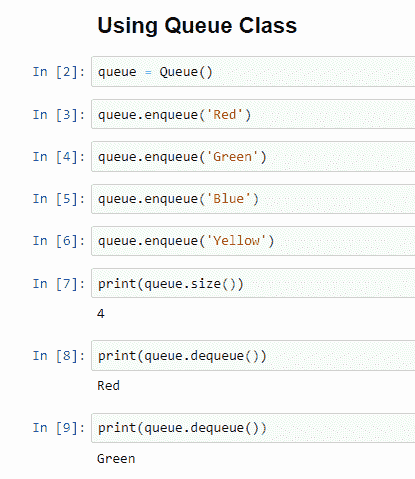 Using Queue Class
In [2]: queue = Queue()
In [3]: queue.enqueue('Red')
In [4]: queue.enqueue('Green')
In [5]: queue.enqueue('Blue')
In [6]: queue.enqueue('Yellow')
In [7]: print(queue.size())
4
In [8]: print(queue.dequeue())
Red
In [9]: print(queue.dequeue())
Green